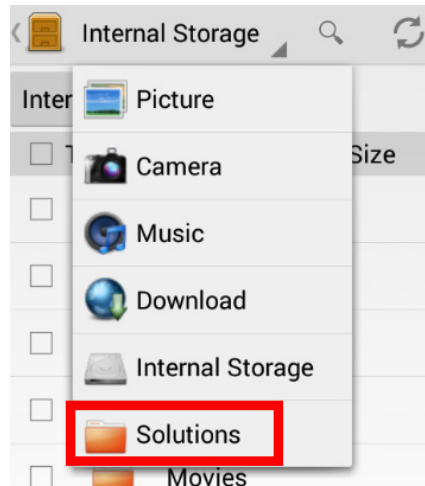 Internal Storage
Inter
Picture
T
Size
Camera
Music
Download
Internal Storage
Solutions
Movies